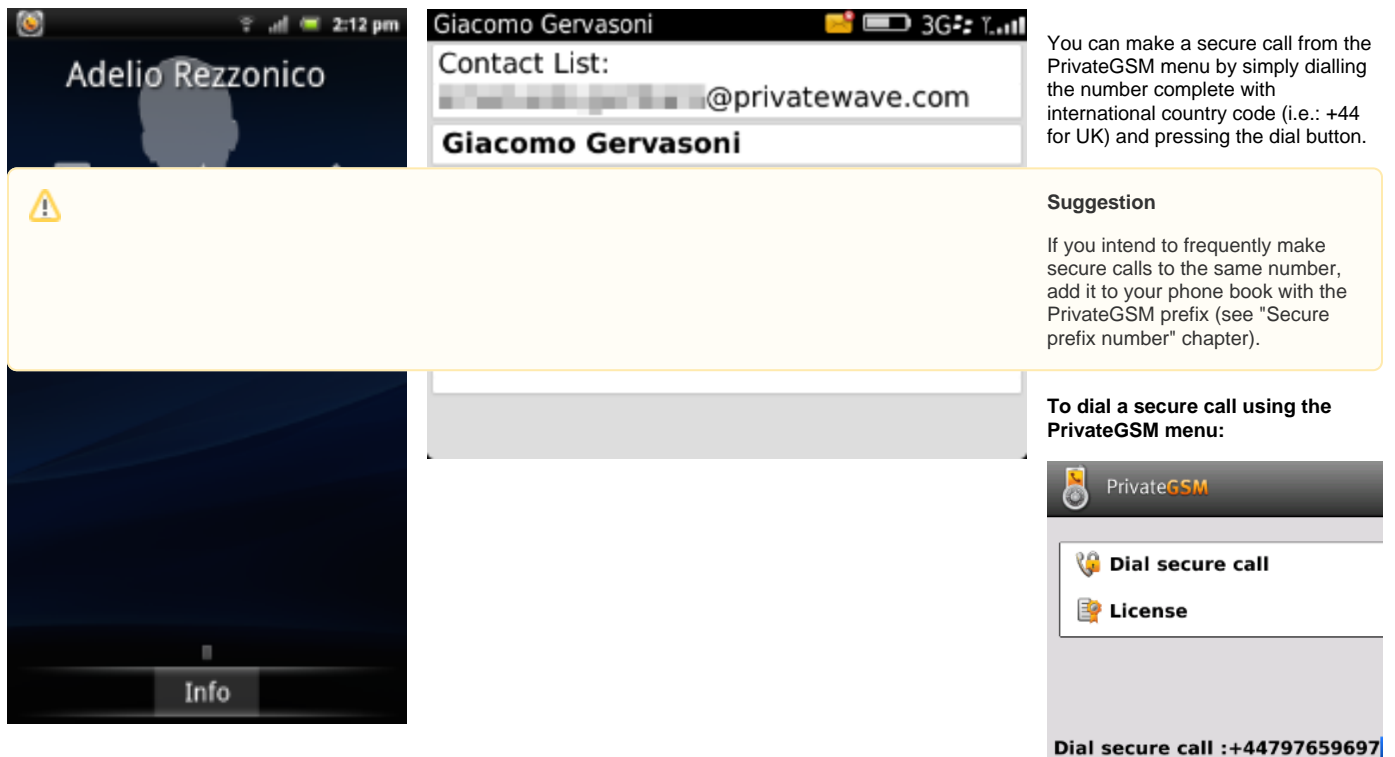 2:12 pm
Adelio Rezzonico
Info
Giacomo Gervasoni
3G
Contact List:
@privatewave.com
Giacomo Gervasoni
You can make a secure call from the
PrivateGSM menu by simply dialling
the number complete with
international country code (i.e.: +44
for UK) and pressing the dial button.
Suggestion
If you intend to frequently make
secure calls to the same number,
add it to your phone book with the
PrivateGSM prefix (see "Secure
prefix number" chapter).
To dial a secure call using the
PrivateGSM menu:
PrivateGSM
Dial secure call
License
Dial secure call :+44797659697